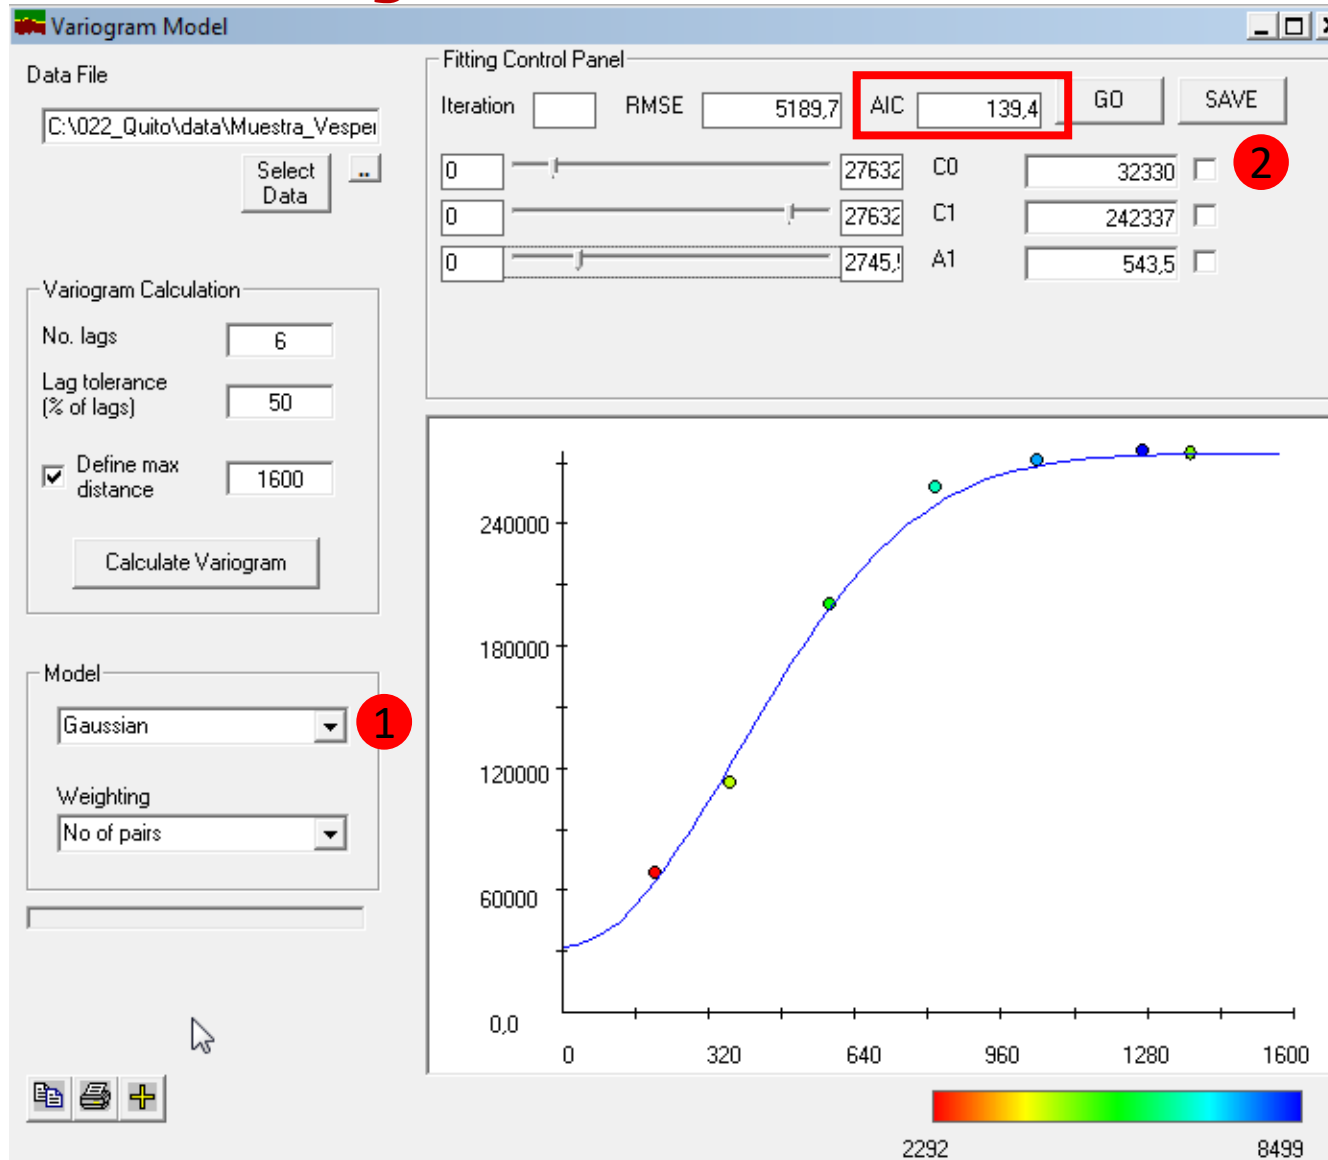 Variogram Model
Data File
C:\022_Quito\data\Muestra_Vesper
Select
Data
..
Variogram Calculation
No. lags
6
Lag tolerance
(% of lags)
50
Define max
distance
1600
Calculate Variogram
Model
Gaussian
1
Weighting
No of pairs
Fitting Control Panel
Iteration
RMSE
5189,7
AIC
139,4
GO
SAVE
0
27632
C0
32330
2
0
27632
C1
242337
0
2745,
A1
543,5
240000
180000
120000
60000
0,0
0 320 640 960 1280 1600
2292 8499